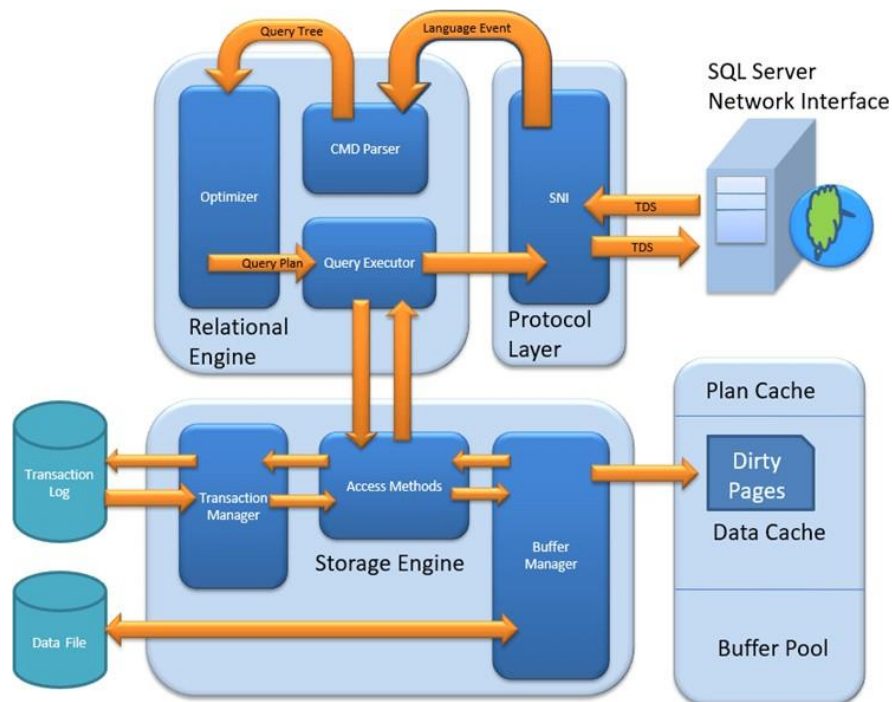 Query Tree
Language Event
SQL Server
Network Interface
CMD Parser
Optimizer
SNI
TDS
TDS
Query Plan
Query Executor
Relational
Engine
Protocol
Layer
Plan Cache
Transaction
Log
Transaction
Manager
Access Methods
Dirty
Pages
Storage Engine
Buffer
Manager
Data Cache
Data File
Buffer Pool